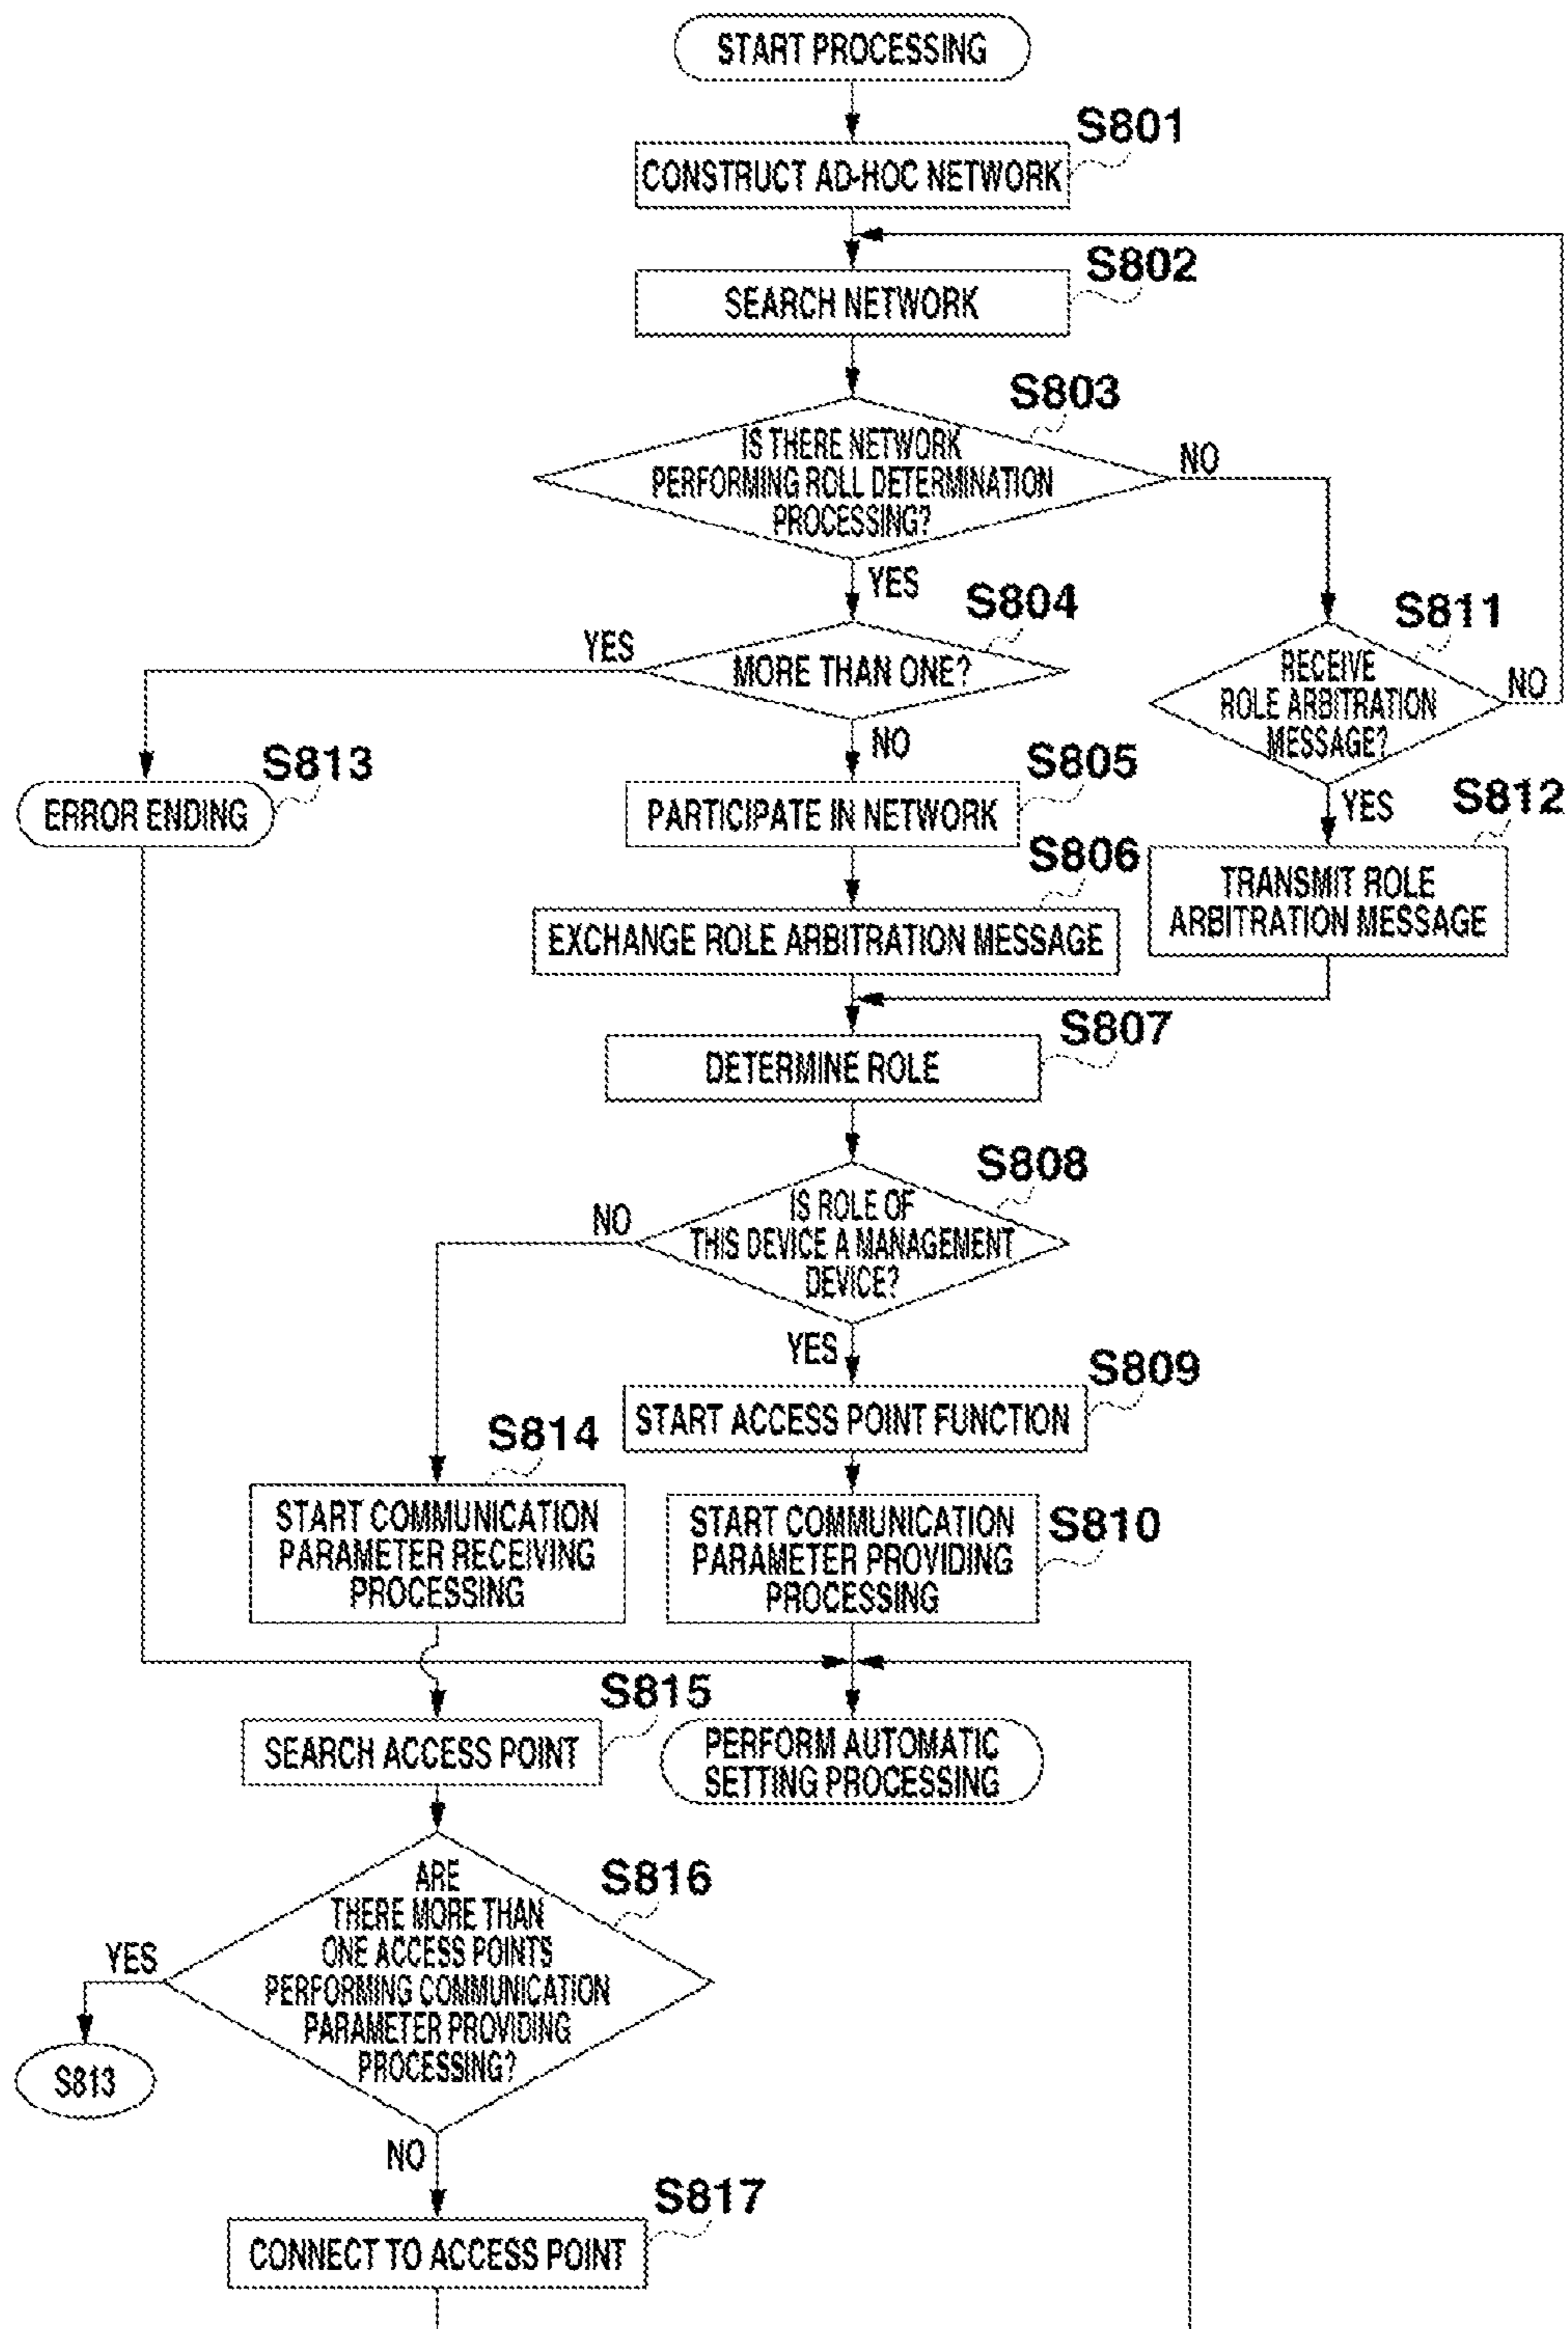 START PROCESSING
S801
CONSTRUCT AD-HOC NETWORK
S802
SEARCH NETWORK
S803
IS THERE NETWORK
PERFORMING ROLL DETERMINATION
PROCESSING?
NO
YES
S804
MORE THAN ONE?
YES
NO
S811
RECEIVE
ROLE ARBITRATION
MESSAGE?
NO
YES
S813
ERROR ENDING
S805
PARTICIPATE IN NETWORK
S812
TRANSMIT ROLE
ARBITRATION MESSAGE
S806
EXCHANGE ROLE ARBITRATION MESSAGE
S807
DETERMINE ROLE
S808
IS ROLE OF
THIS DEVICE A MANAGEMENT
DEVICE?
NO
YES
S809
START ACCESS POINT FUNCTION
S814
START COMMUNICATION
PARAMETER RECEIVING
PROCESSING
S810
START COMMUNICATION
PARAMETER PROVIDING
PROCESSING
S815
SEARCH ACCESS POINT
PERFORM AUTOMATIC
SETTING PROCESSING
S816
ARE
THERE MORE THAN
ONE ACCESS POINTS
PERFORMING COMMUNICATION
PARAMETER PROVIDING
PROCESSING?
YES
S813
NO
S817
CONNECT TO ACCESS POINT